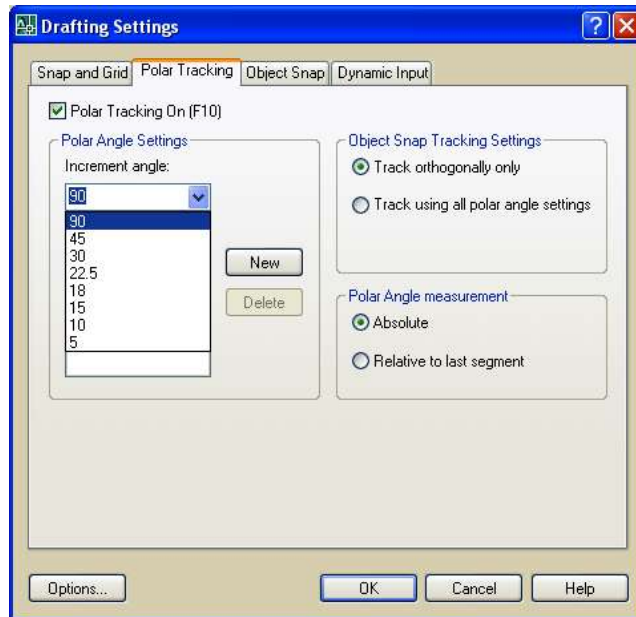 Drafting Settings
Snap and Grid Polar Tracking Object Snap Dynamic Input
Polar Tracking On (F10)
Polar Angle Settings
Increment angle:
90
90
45
30
22.5
18
15
10
5
New
Delete
Object Snap Tracking Settings
Track orthogonally only
Track using all polar angle settings
Polar Angle measurement
Absolute
Relative to last segment
Options... OK Cancel Help